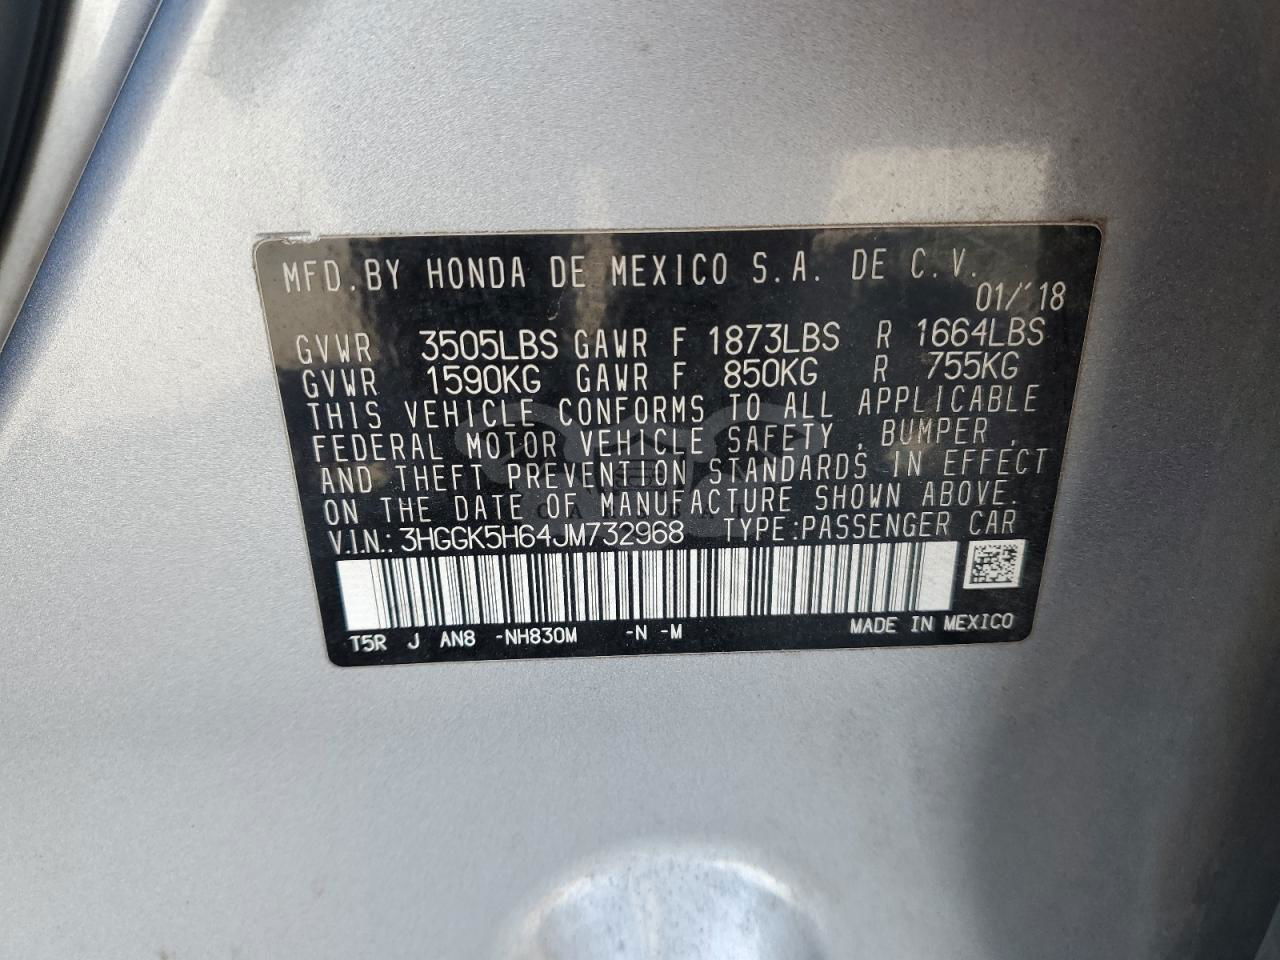 MFD.BY HONDA DE MEXICO S.A. DE C.V.
01/'18
GVWR 3505LBS GAWR F 1873LBS R 1664LBS
GVWR 1590KG GAWR F 850KG R 755KG
THIS VEHICLE CONFORMS TO ALL APPLICABLE
FEDERAL MOTOR VEHICLE SAFETY , BUMPER ,
AND THEFT PREVENTION STANDARDS IN EFFECT
ON THE DATE OF MANUFACTURE SHOWN ABOVE.
V.I.N.: 3HGGK5H64JM732968 TYPE:PASSENGER CAR
T5R J AN8 -NH830M -N -M MADE IN MEXICO